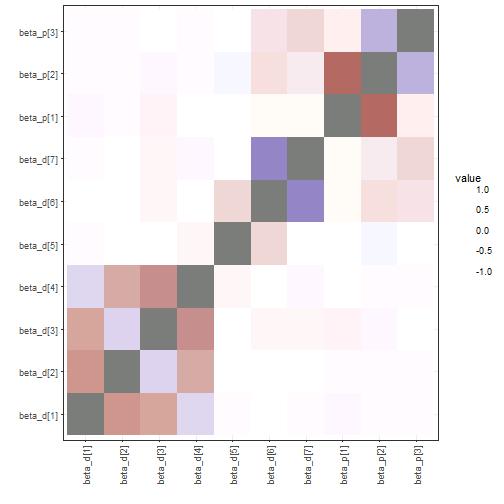 beta_p[3]
beta_p[2]
beta_p[1]
beta_d[7]
beta_d[6]
beta_d[5]
beta_d[4]
beta_d[3]
beta_d[2]
beta_d[1]
beta_d[1]
beta_d[2]
beta_d[3]
beta_d[4]
beta_d[5]
beta_d[6]
beta_d[7]
beta_p[1]
beta_p[2]
beta_p[3]
value
1.0
0.5
0.0
-0.5
-1.0